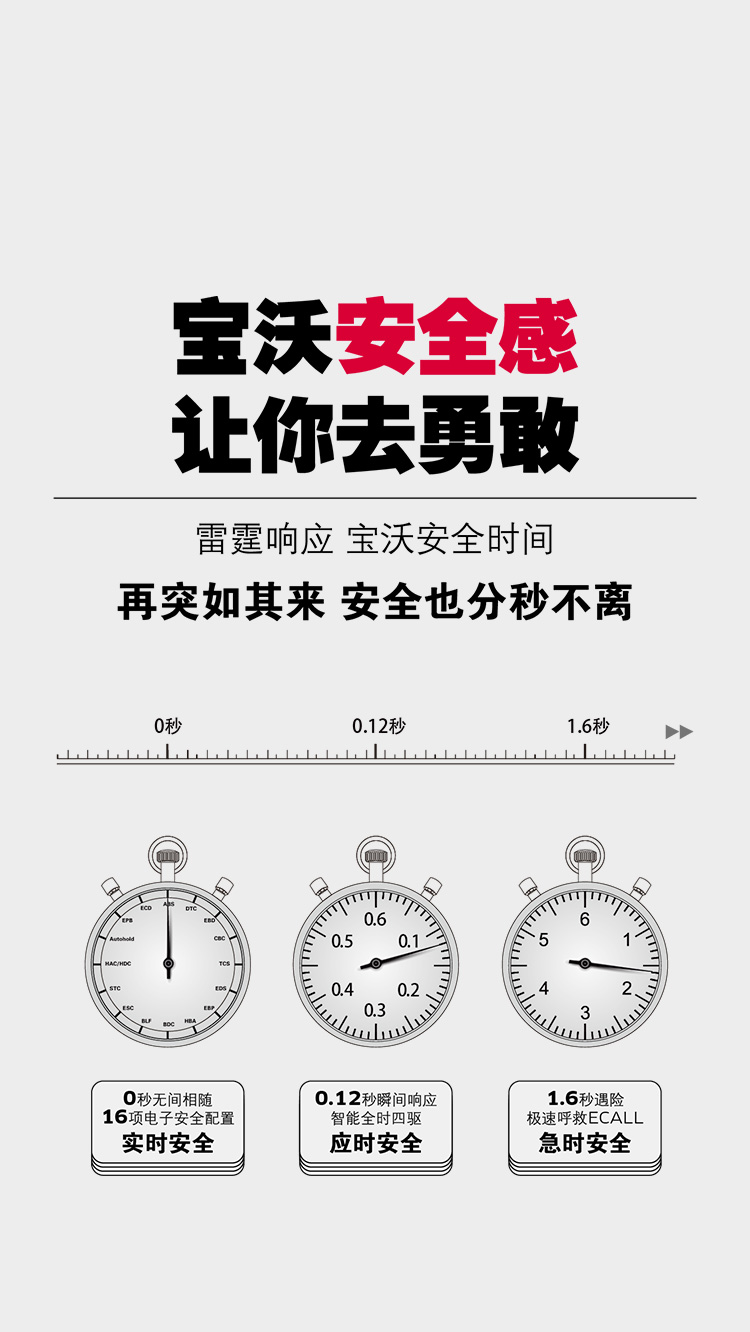 宝沃安全感
让你去勇敢
雷霆响应 宝沃安全时间
再突如其来 安全也分秒不离
0秒
0.12秒
1.6秒
ABS
DTC
EBD
CBC
TCS
EDS
EBP
HBA
BDC
BLF
ESC
STC
HAC/HDC
Autohold
EPB
ECD
0.6
0.1
0.2
0.3
0.4
0.5
6
1
2
3
4
5
0秒无间相随
16项电子安全配置
实时安全
0.12秒瞬间响应
智能全时四驱
应时安全
1.6秒遇险
极速呼救ECALL
急时安全